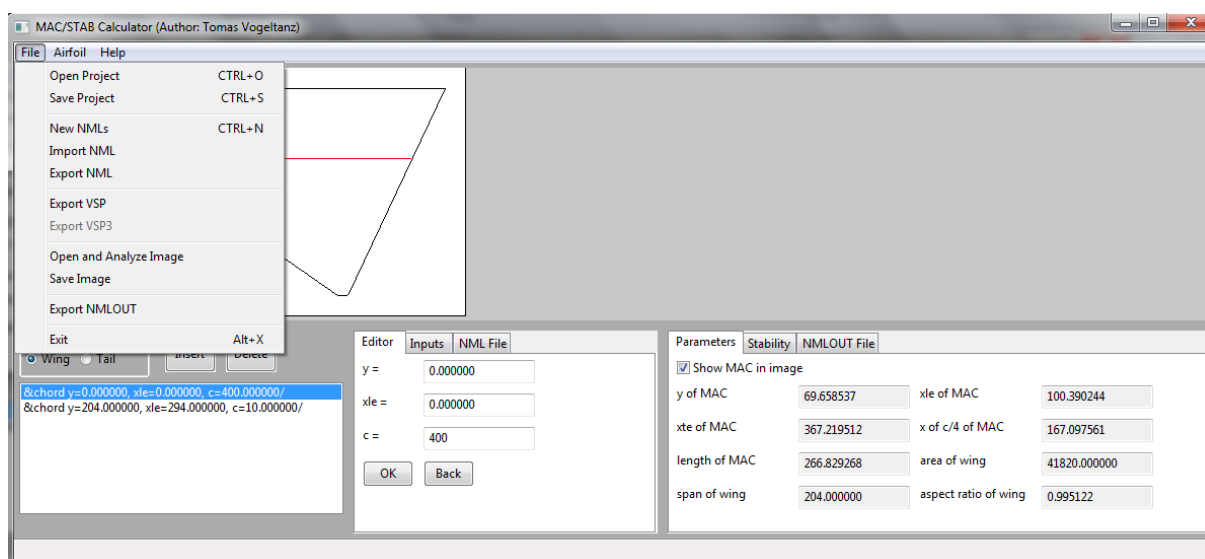 MAC/STAB Calculator (Author: Tomas Vogeltanz)
File Airfoil Help
Open Project CTRL+O
Save Project CTRL+S
New NMLs CTRL+N
Import NML
Export NML
Export VSP
Export VSP3
Open and Analyze Image
Save Image
Export NMLOUT
Exit Alt+X
Wing Tail Insert Delete
&chord y=0.000000, xle=0.000000, c=400.000000/
&chord y=204.000000, xle=294.000000, c=10.000000/
Editor Inputs NML File
y = 0.000000
xle = 0.000000
c = 400
OK Back
Parameters Stability NMLOUT File
Show MAC in image
y of MAC 69.658537 xle of MAC 100.390244
xte of MAC 367.219512 x of c/4 of MAC 167.097561
length of MAC 266.829268 area of wing 41820.000000
span of wing 204.000000 aspect ratio of wing 0.995122